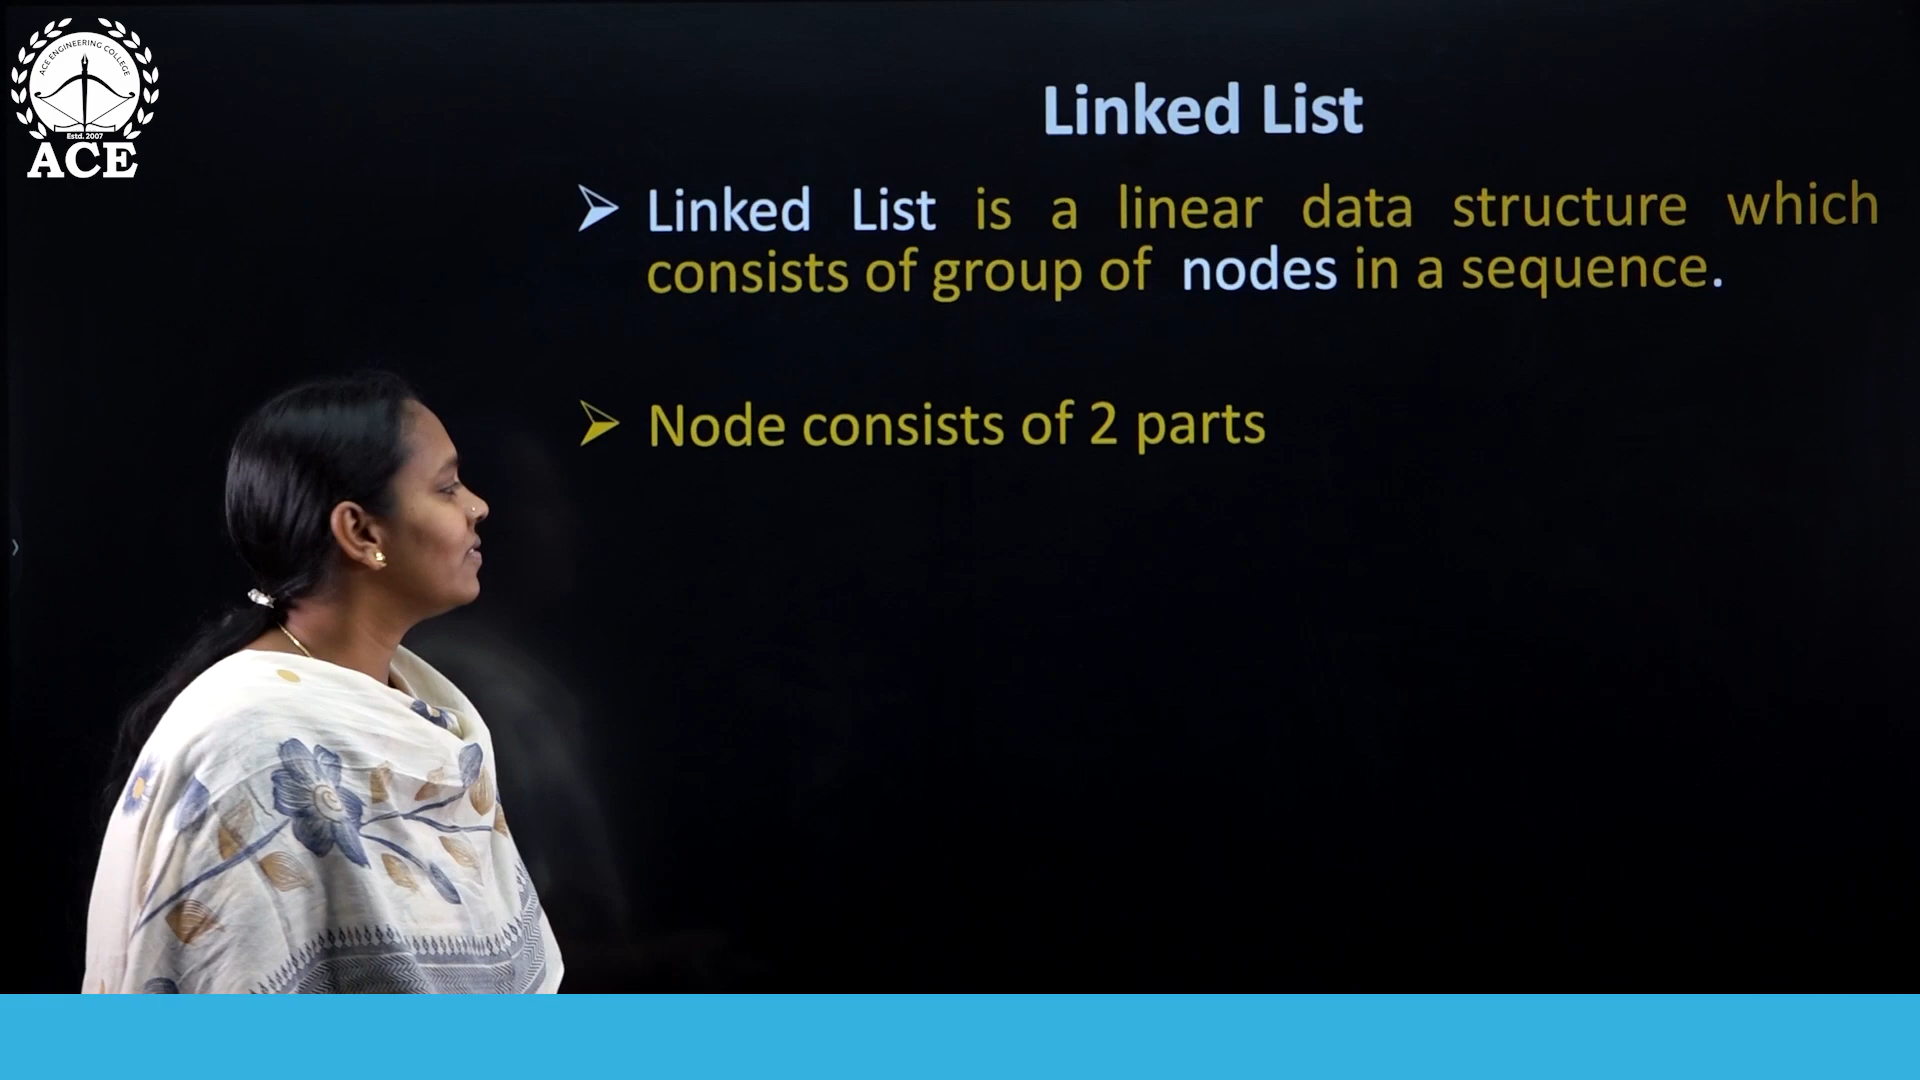 ACE ENGINEERING COLLEGE
Estd. 2007
ACE
Linked List
Linked List is a linear data structure which
consists of group of nodes in a sequence.
Node consists of 2 parts